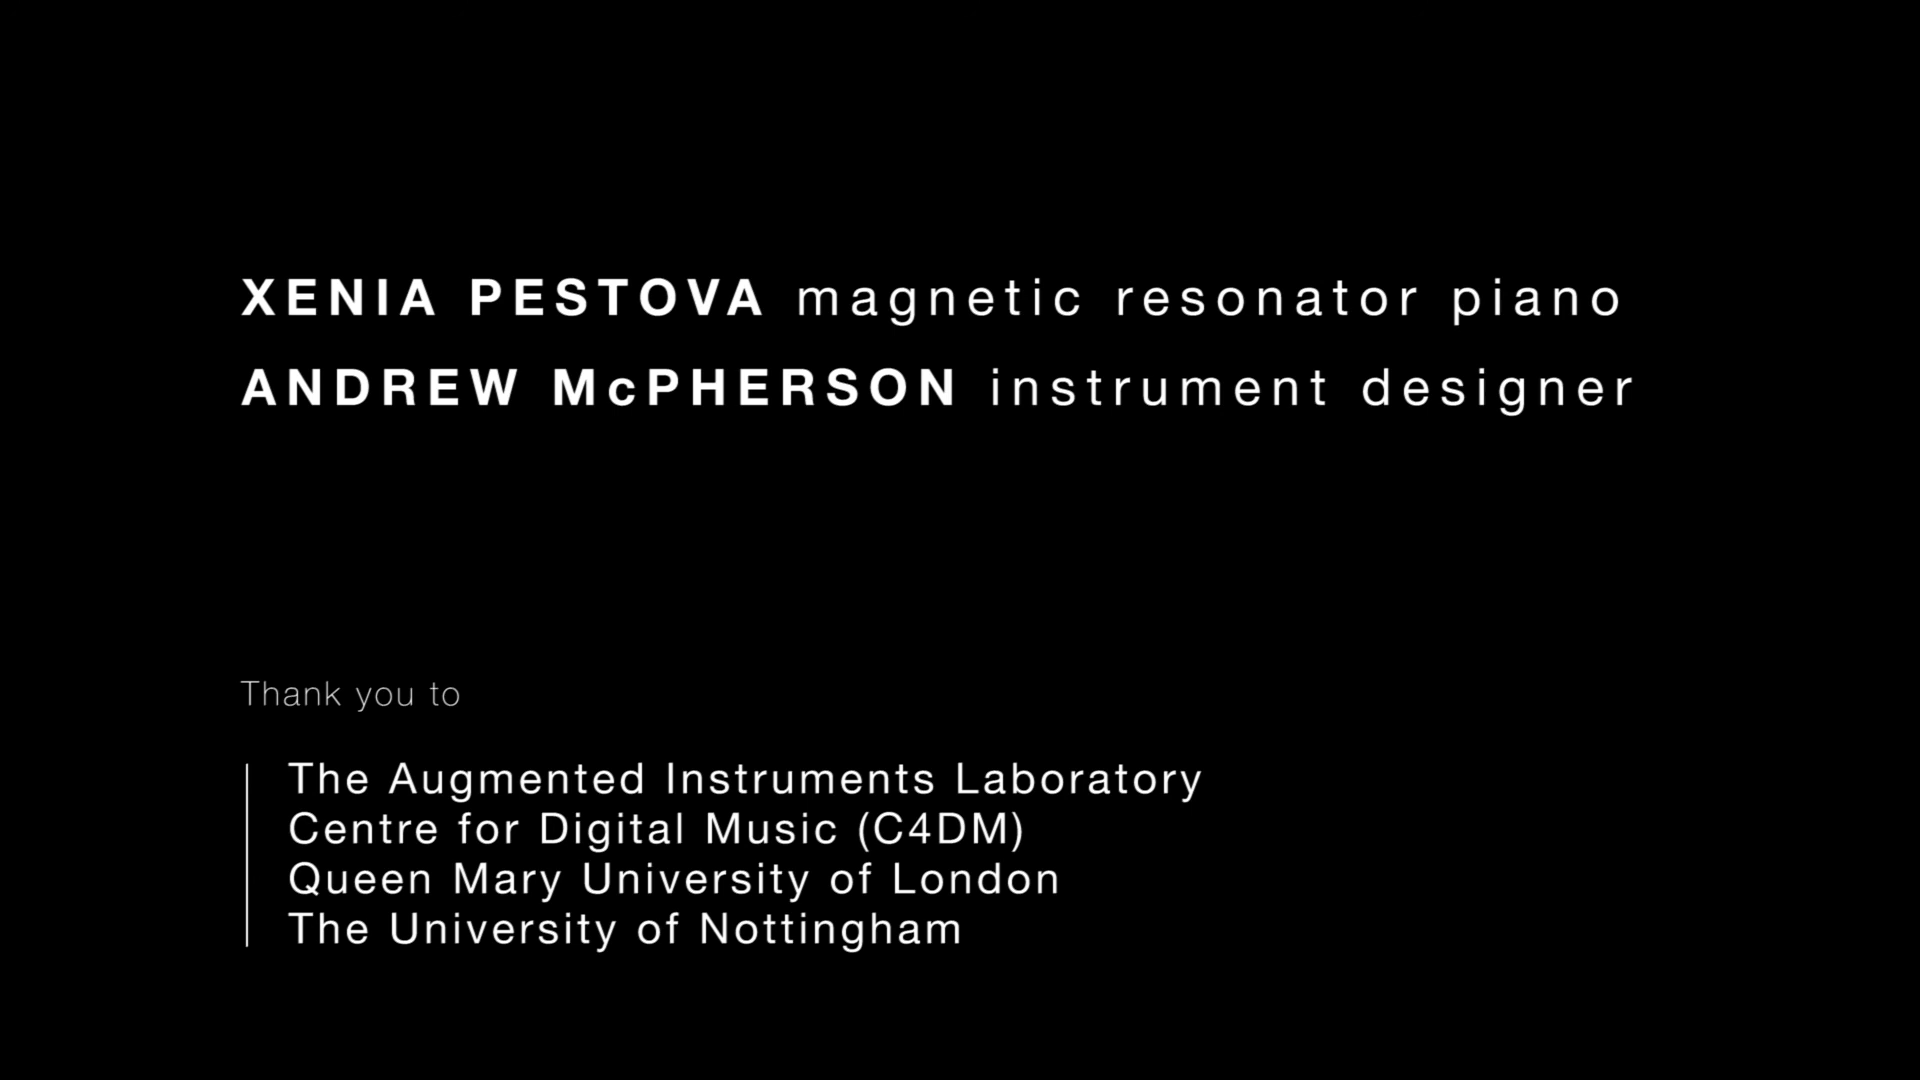 XENIA PESTOVA magnetic resonator piano
ANDREW McPHERSON instrument designer
Thank you to
The Augmented Instruments Laboratory
Centre for Digital Music (C4DM)
Queen Mary University of London
The University of Nottingham